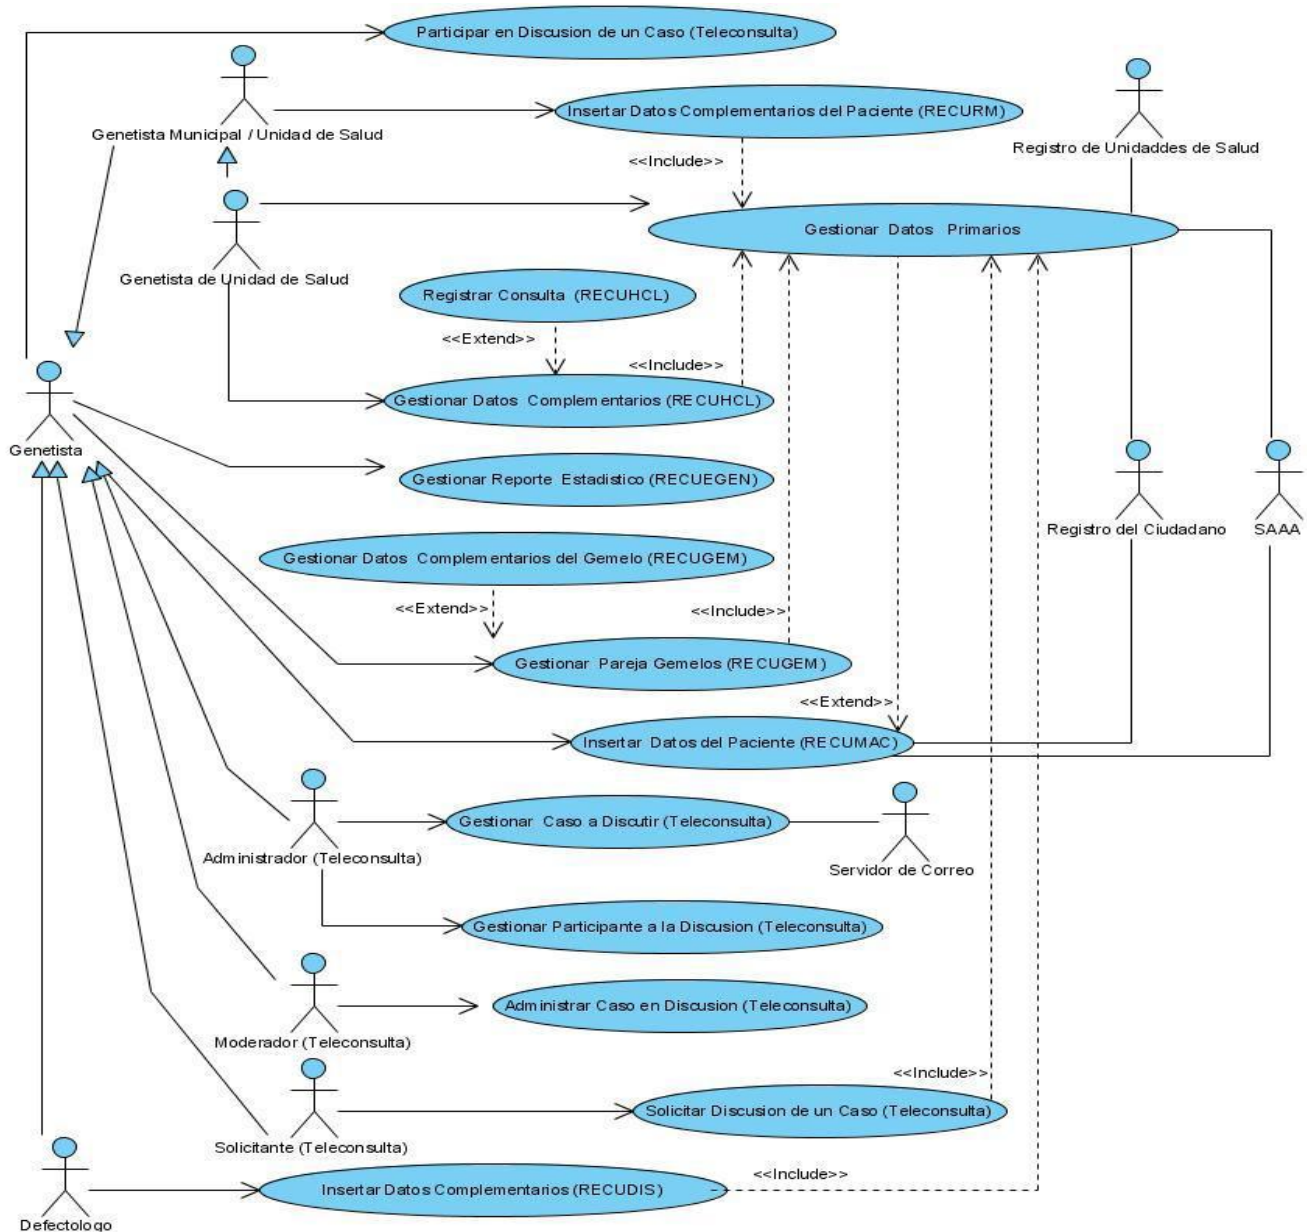 Participar en Discusion de un Caso (Teleconsulta)
Genetista Municipal / Unidad de Salud
Insertar Datos Complementarios del Paciente (RECURM)
Registro de Unidaddes de Salud
<<Include>>
Gestionar Datos Primarios
Genetista de Unidad de Salud
Registrar Consulta (RECUHCL)
<<Extend>>
<<Include>>
Gestionar Datos Complementarios (RECUHCL)
Genetista
Gestionar Reporte Estadistico (RECUEGEN)
Registro del Ciudadano
SAAA
Gestionar Datos Complementarios del Gemelo (RECUGEM)
<<Extend>>
<<Include>>
Gestionar Pareja Gemelos (RECUGEM)
<<Extend>>
Insertar Datos del Paciente (RECUMAC)
Gestionar Caso a Discutir (Teleconsulta)
Administrador (Teleconsulta)
Servidor de Correo
Gestionar Participante a la Discusion (Teleconsulta)
Administrar Caso en Discusion (Teleconsulta)
Moderador (Teleconsulta)
<<Include>>
Solicitar Discusion de un Caso (Teleconsulta)
Solicitante (Teleconsulta)
<<Include>>
Insertar Datos Complementarios (RECUDIS)
Defectologo